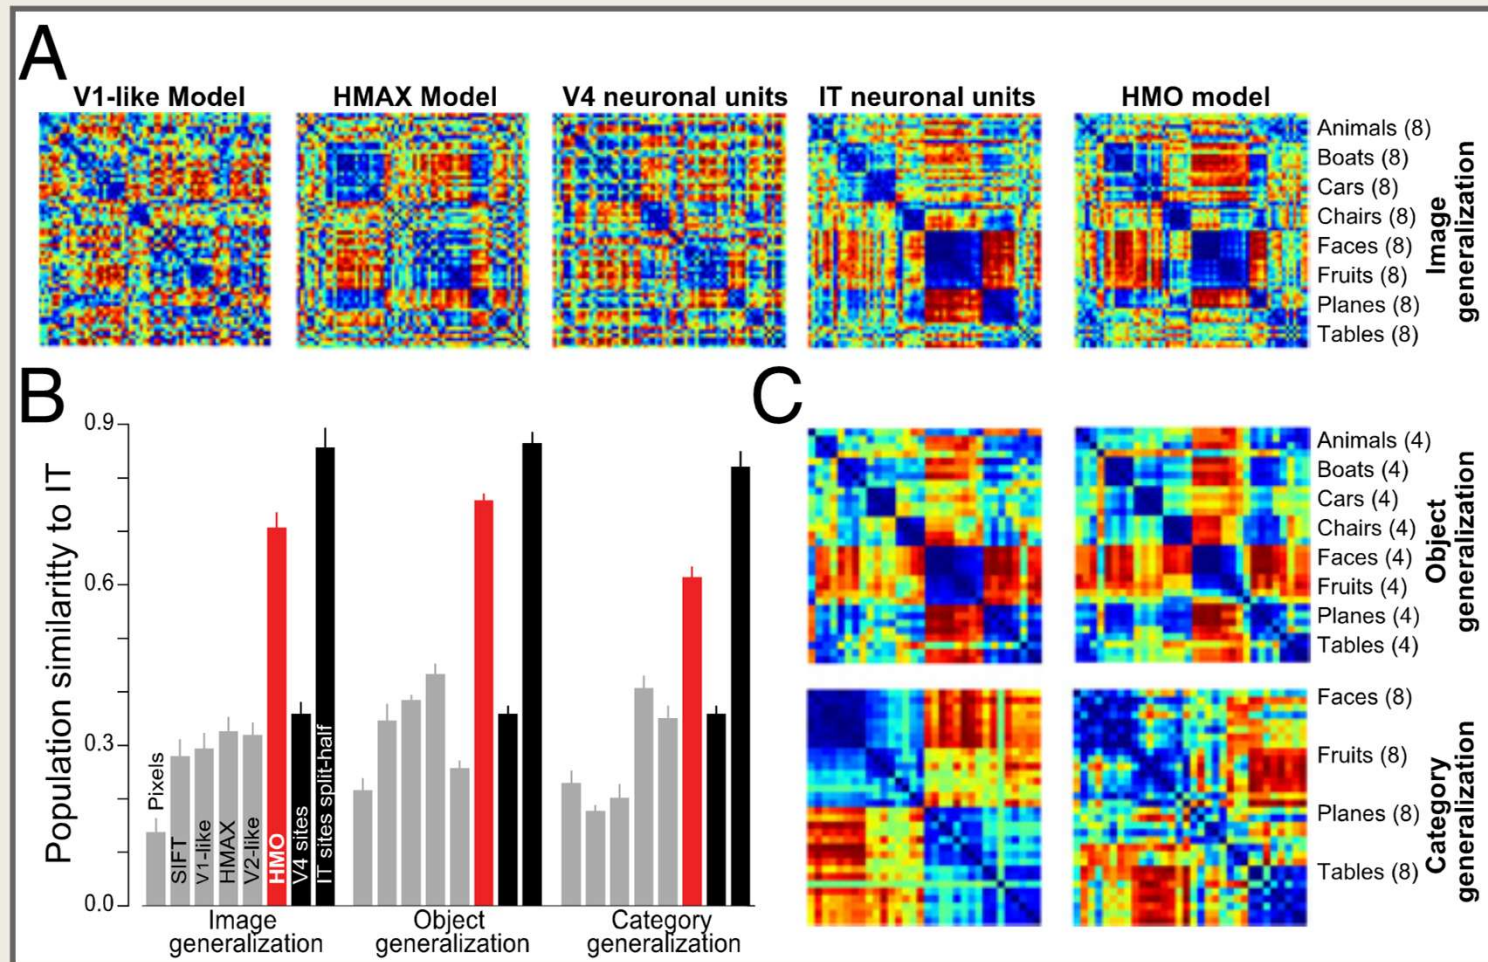 A
V1-like Model
HMAX Model
V4 neuronal units
IT neuronal units
HMO model
Animals (8)
Boats (8)
Cars (8)
Chairs (8)
Faces (8)
Fruits (8)
Planes (8)
Tables (8)
Image
generalization
B
Population similaritty to IT
0.9
0.6
0.3
0.0
Pixels
SIFT
V1-like
HMAX
V2-like
HMO
V4 sites
IT sites split-half
Image
generalization
Object
generalization
Category
generalization
C
Animals (4)
Boats (4)
Cars (4)
Chairs (4)
Faces (4)
Fruits (4)
Planes (4)
Tables (4)
Object
generalization
Faces (8)
Fruits (8)
Planes (8)
Tables (8)
Category
generalization